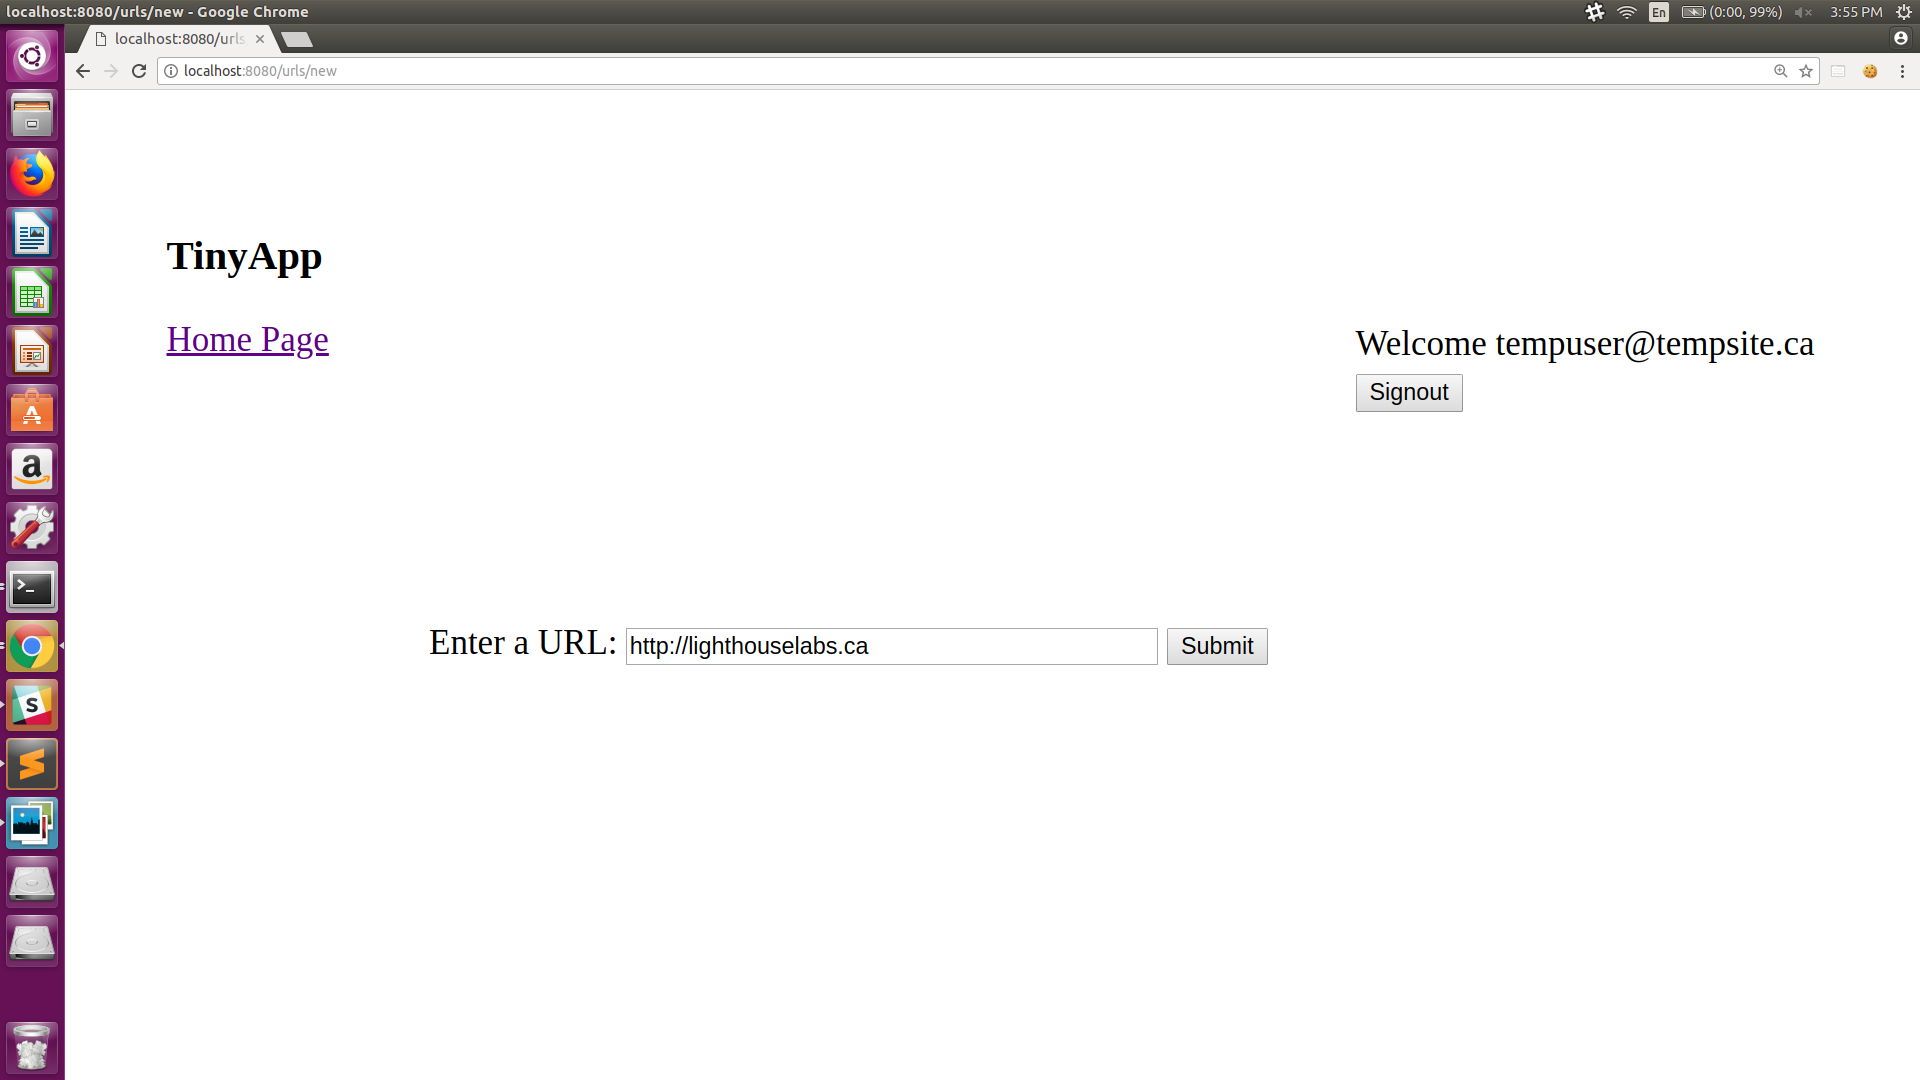 localhost:8080/urls/new - Google Chrome
En
(0:00, 99%)
3:55 PM
localhost:8080/urls
localhost:8080/urls/new
TinyApp
Home Page
Welcome tempuser@tempsite.ca
Signout
Enter a URL: http://lighthouselabs.ca Submit